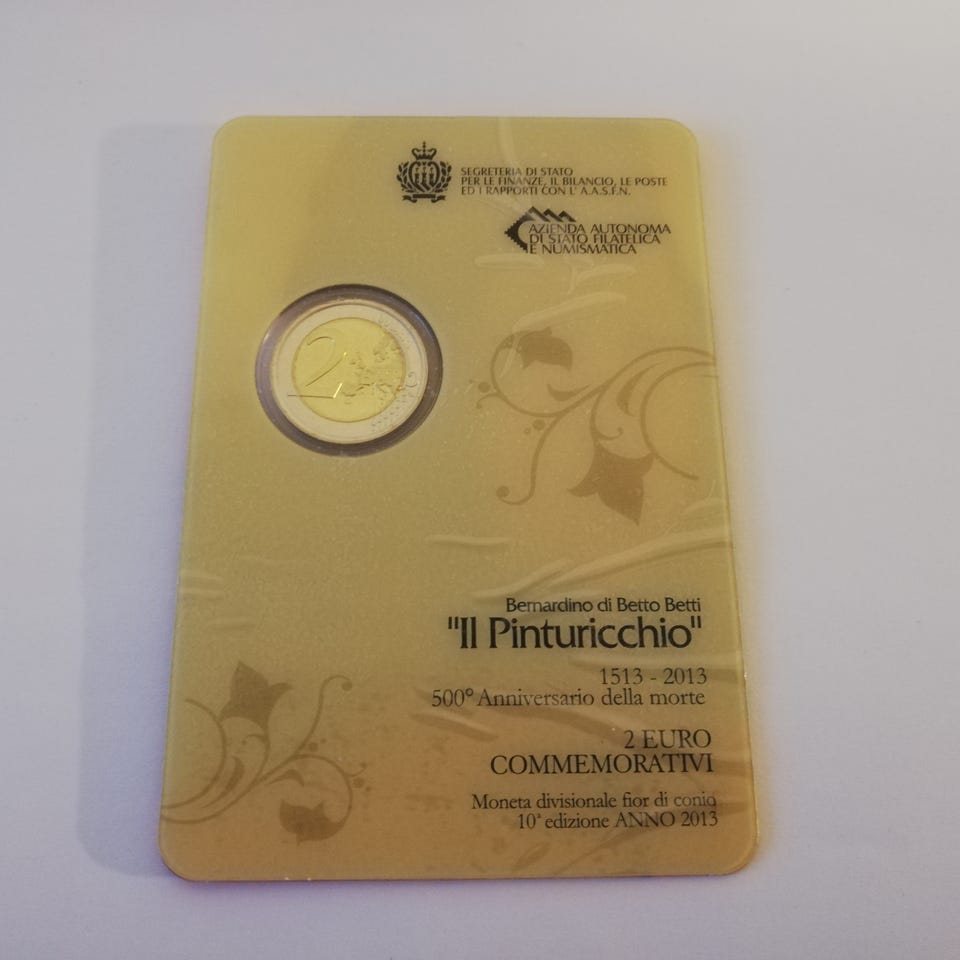 SEGRETERIA DI STATO
PER LE FINANZE, IL BILANCIO, LE POSTE
ED I RAPPORTI CON L' A.A.S.F.N.
AZIENDA AUTONOMA
DI STATO FILATELICA
E NUMISMATICA
2
Bernardino di Betto Betti
"Il Pinturicchio"
1513 - 2013
500° Anniversario della morte
2 EURO
COMMEMORATIVI
Moneta divisionale fior di conio
10ª edizione ANNO 2013